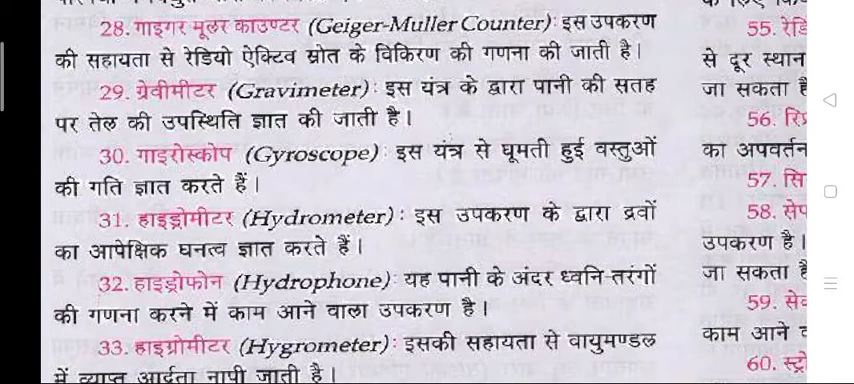 28. गाइगर मूलर काउण्टर (Geiger-Muller Counter): इस उपकरण
की सहायता से रेडियो ऐक्टिव स्रोत के विकिरण की गणना की जाती है।
29. ग्रेवीमीटर (Gravimeter): इस यंत्र के द्वारा पानी की सतह
पर तेल की उपस्थिति ज्ञात की जाती है।
30. गाइरोस्कोप (Gyroscope): इस यंत्र से घूमती हुई वस्तुओं
की गति ज्ञात करते हैं।
31. हाइड्रोमीटर (Hydrometer): इस उपकरण के द्वारा द्रवों
का आपेक्षिक घनत्व ज्ञात करते हैं।
32. हाइड्रोफोन (Hydrophone): यह पानी के अंदर ध्वनि-तरंगों
की गणना करने में काम आने वाला उपकरण है।
33. हाइग्रोमीटर (Hygrometer): इसकी सहायता से वायुमण्डल
में व्याप्त आर्द्रता नापी जाती है।
55. रेडि
से दूर स्थान
जा सकता है
56.
का अपवर्तन
57. सि
58. सेप
उपकरण है।
जा सकता है
59. सेक
काम आने व
60. स्ट्रो